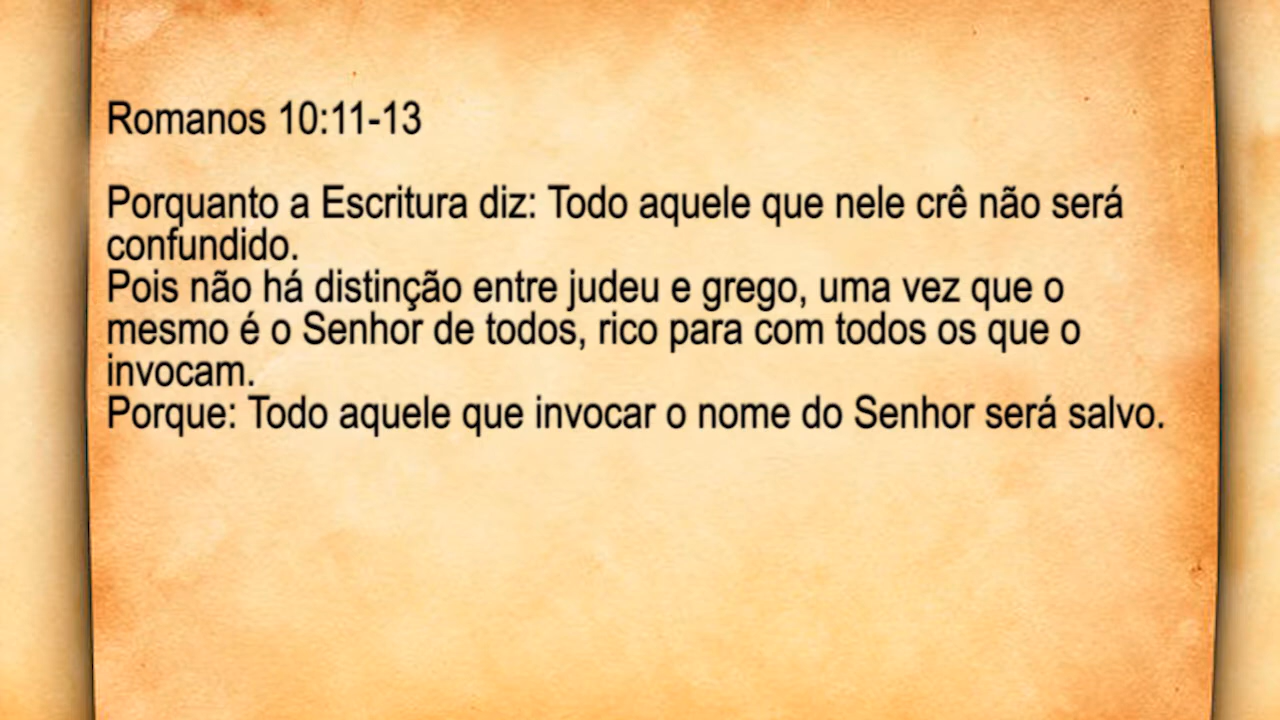 Romanos 10:11-13
Porquanto a Escritura diz: Todo aquele que nele crê não será
confundido.
Pois não há distinção entre judeu e grego, uma vez que o
mesmo é o Senhor de todos, rico para com todos os que o
invocam.
Porque: Todo aquele que invocar o nome do Senhor será salvo.